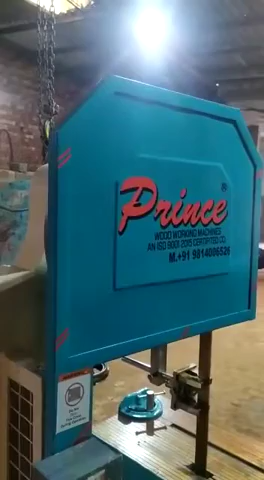 Prince®
WOOD WORKING MACHINES
AN ISO 9001:2015 CERTIFIED CO.
M.+91 9814006526